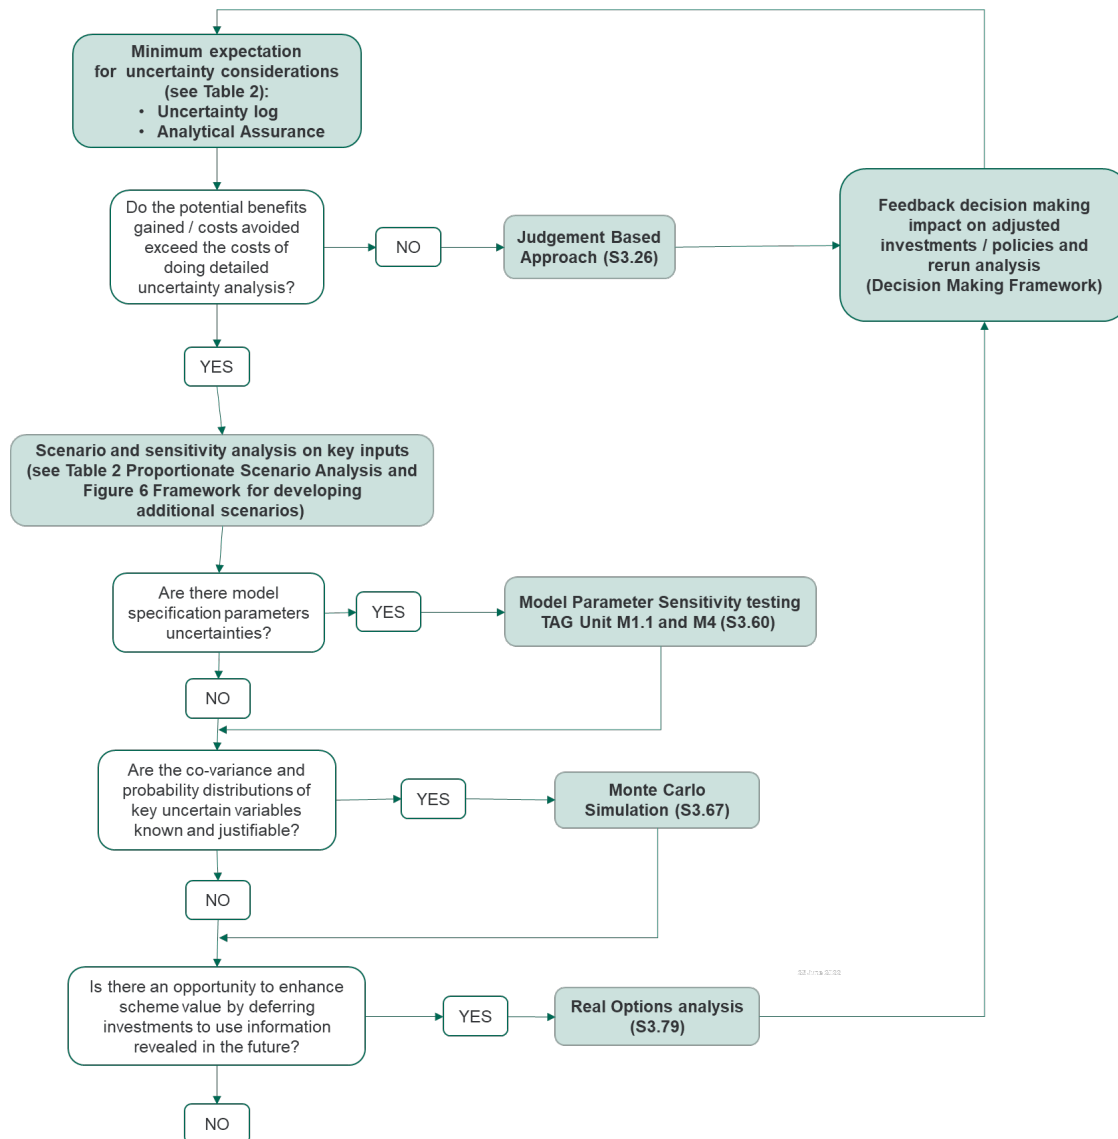 Minimum expectation
for uncertainty considerations
(see Table 2):
• Uncertainty log
• Analytical Assurance
Do the potential benefits
gained / costs avoided
exceed the costs of
doing detailed
uncertainty analysis?
NO
Judgement Based
Approach (S3.26)
Feedback decision making
impact on adjusted
investments / policies and
rerun analysis
(Decision Making Framework)
YES
Scenario and sensitivity analysis on key inputs
(see Table 2 Proportionate Scenario Analysis and
Figure 6 Framework for developing
additional scenarios)
Are there model
specification parameters
uncertainties?
YES
Model Parameter Sensitivity testing
TAG Unit M1.1 and M4 (S3.60)
NO
Are the co-variance and
probability distributions of
key uncertain variables
known and justifiable?
YES
Monte Carlo
Simulation (S3.67)
NO
Is there an opportunity to enhance
scheme value by deferring
investments to use information
revealed in the future?
YES
Real Options analysis
(S3.79)
NO